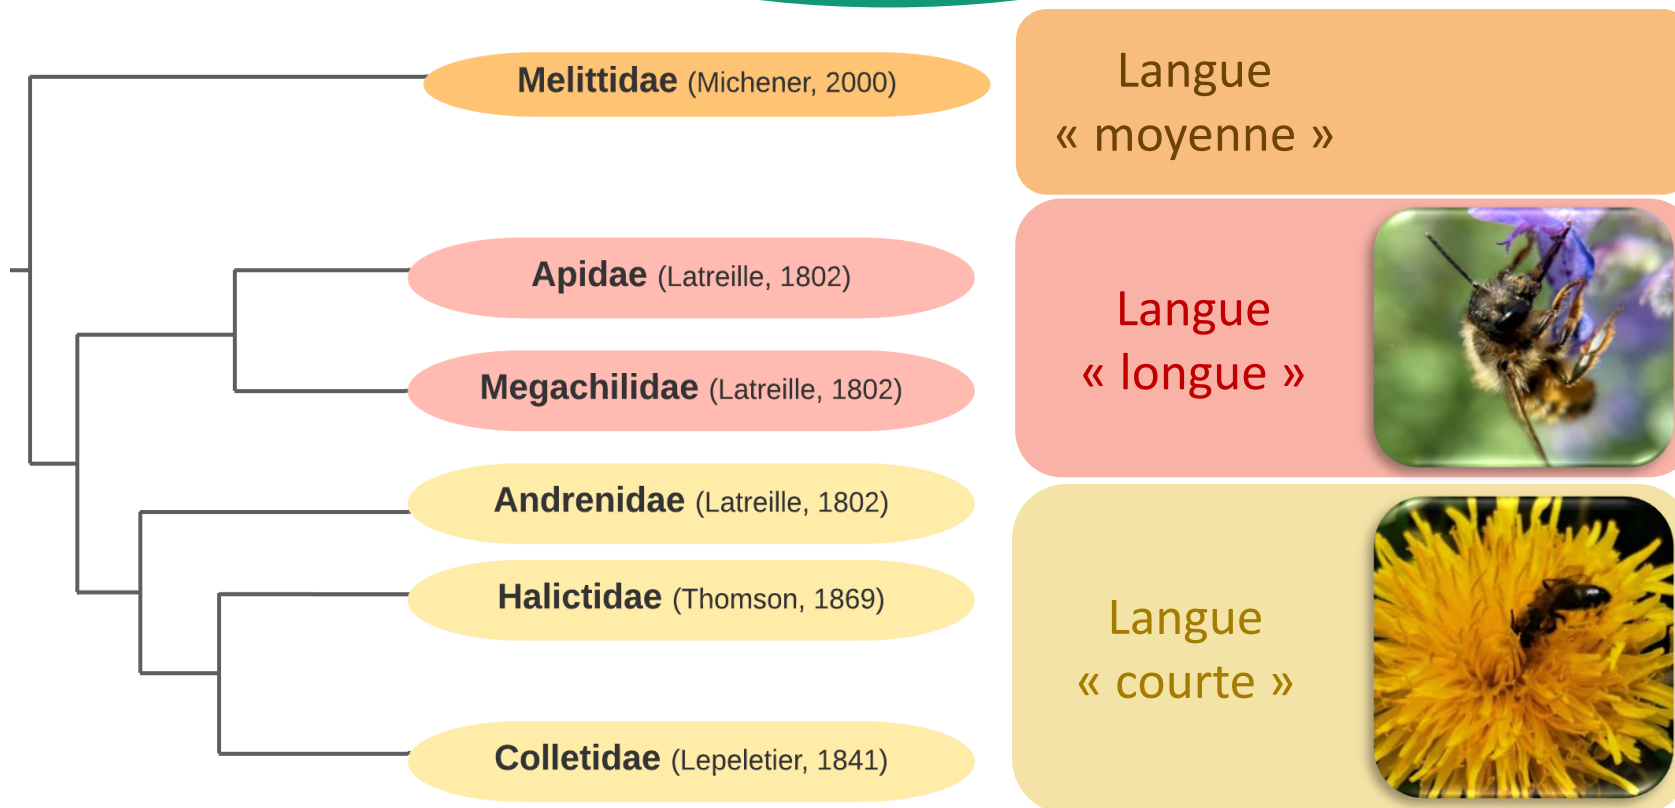 Melittidae (Michener, 2000)
Langue
« moyenne »
Apidae (Latreille, 1802)
Megachilidae (Latreille, 1802)
Langue
« longue »
Andrenidae (Latreille, 1802)
Halictidae (Thomson, 1869)
Colletidae (Lepeletier, 1841)
Langue
« courte »